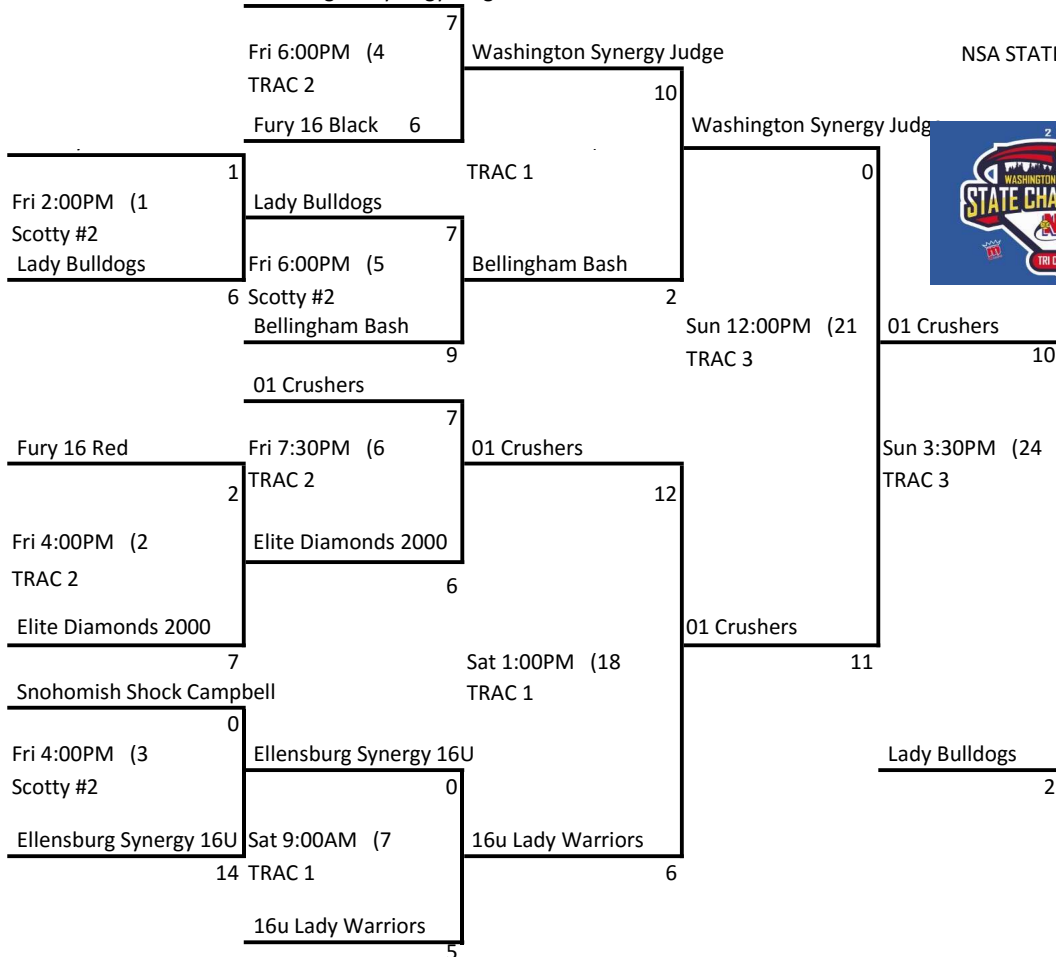 7
Fri 6:00PM (4
TRAC 2
Washington Synergy Judge
NSA STATE
10
Fury 16 Black 6
Washington Synergy Judge
1
TRAC 1
0
Fri 2:00PM (1
Scotty #2
Lady Bulldogs
7
Lady Bulldogs
Fri 6:00PM (5
Bellingham Bash
6
Scotty #2
2
Bellingham Bash
Sun 12:00PM (21
TRAC 3
01 Crushers
10
9
01 Crushers
7
Fury 16 Red
Fri 7:30PM (6
TRAC 2
01 Crushers
Sun 3:30PM (24
TRAC 3
2
12
Fri 4:00PM (2
TRAC 2
Elite Diamonds 2000
6
Elite Diamonds 2000
01 Crushers
7
Sat 1:00PM (18
TRAC 1
11
Snohomish Shock Campbell
0
Fri 4:00PM (3
Scotty #2
Ellensburg Synergy 16U
Lady Bulldogs
0
2
Ellensburg Synergy 16U
Sat 9:00AM (7
16u Lady Warriors
14
TRAC 1
6
16u Lady Warriors
5
2
WASHINGTON
STATE CHA
TRI C